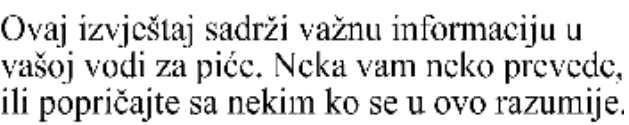 Ovaj izvještaj sadrži važnu informaciju u
vašoj vodi za piće. Neka vam neko prevede,
ili popričajte sa nekim ko se u ovo razumije.